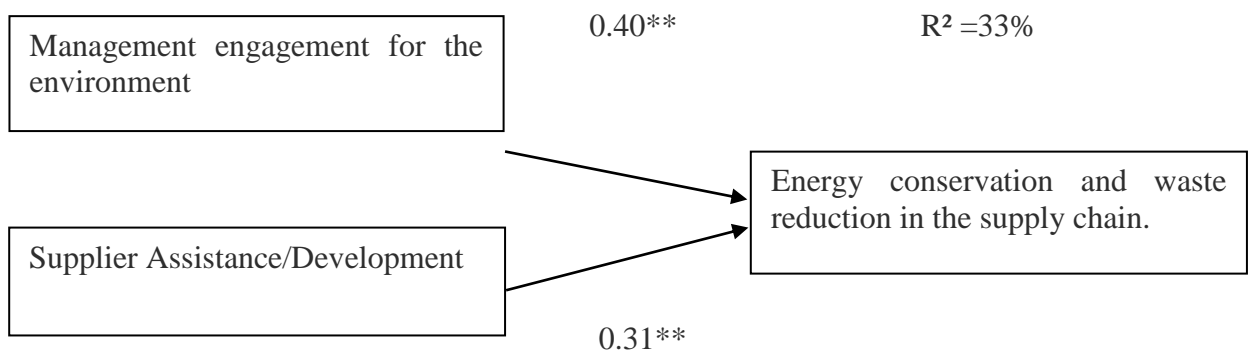 0.40**
R² =33%
Management engagement for the
environment
Energy conservation and waste
reduction in the supply chain.
Supplier Assistance/Development
0.31**